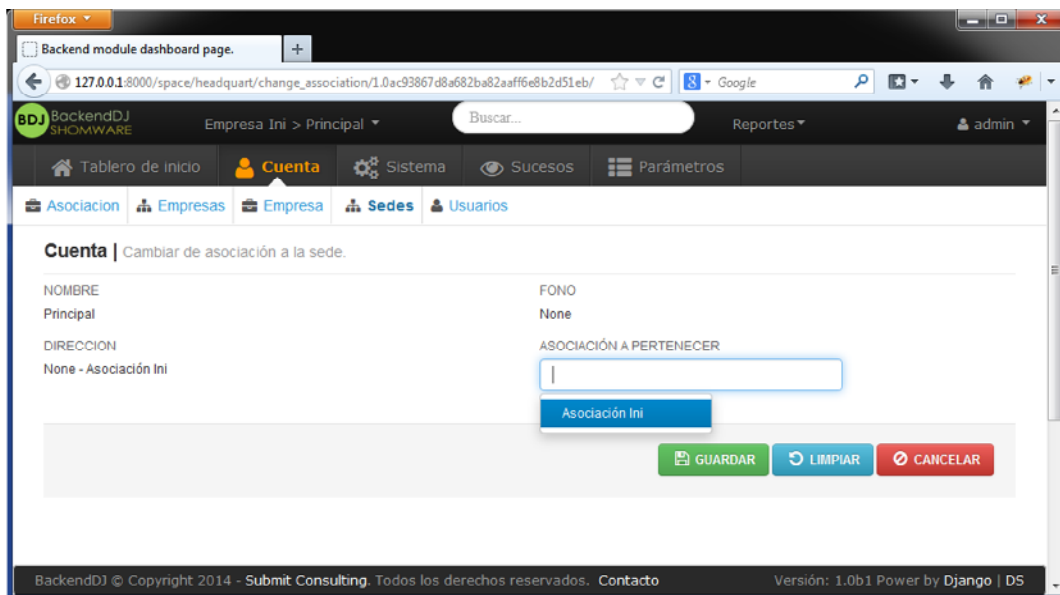 Firefox
Backend module dashboard page.
127.0.0.1:8000/space/headquart/change_association/1.0ac93867d8a682ba82aaff6e8b2d51eb/
Google
BDJ BackendDJ SHOMWARE
Empresa Ini > Principal
Buscar...
Reportes
admin
Tablero de inicio
Cuenta
Sistema
Sucesos
Parámetros
Asociacion
Empresas
Empresa
Sedes
Usuarios
Cuenta | Cambiar de asociación a la sede.
NOMBRE
FONO
Principal
None
DIRECCION
ASOCIACIÓN A PERTENECER
None - Asociación Ini
Asociación Ini
GUARDAR
LIMPIAR
CANCELAR
BackendDJ © Copyright 2014 - Submit Consulting. Todos los derechos reservados. Contacto
Versión: 1.0b1 Power by Django | DS